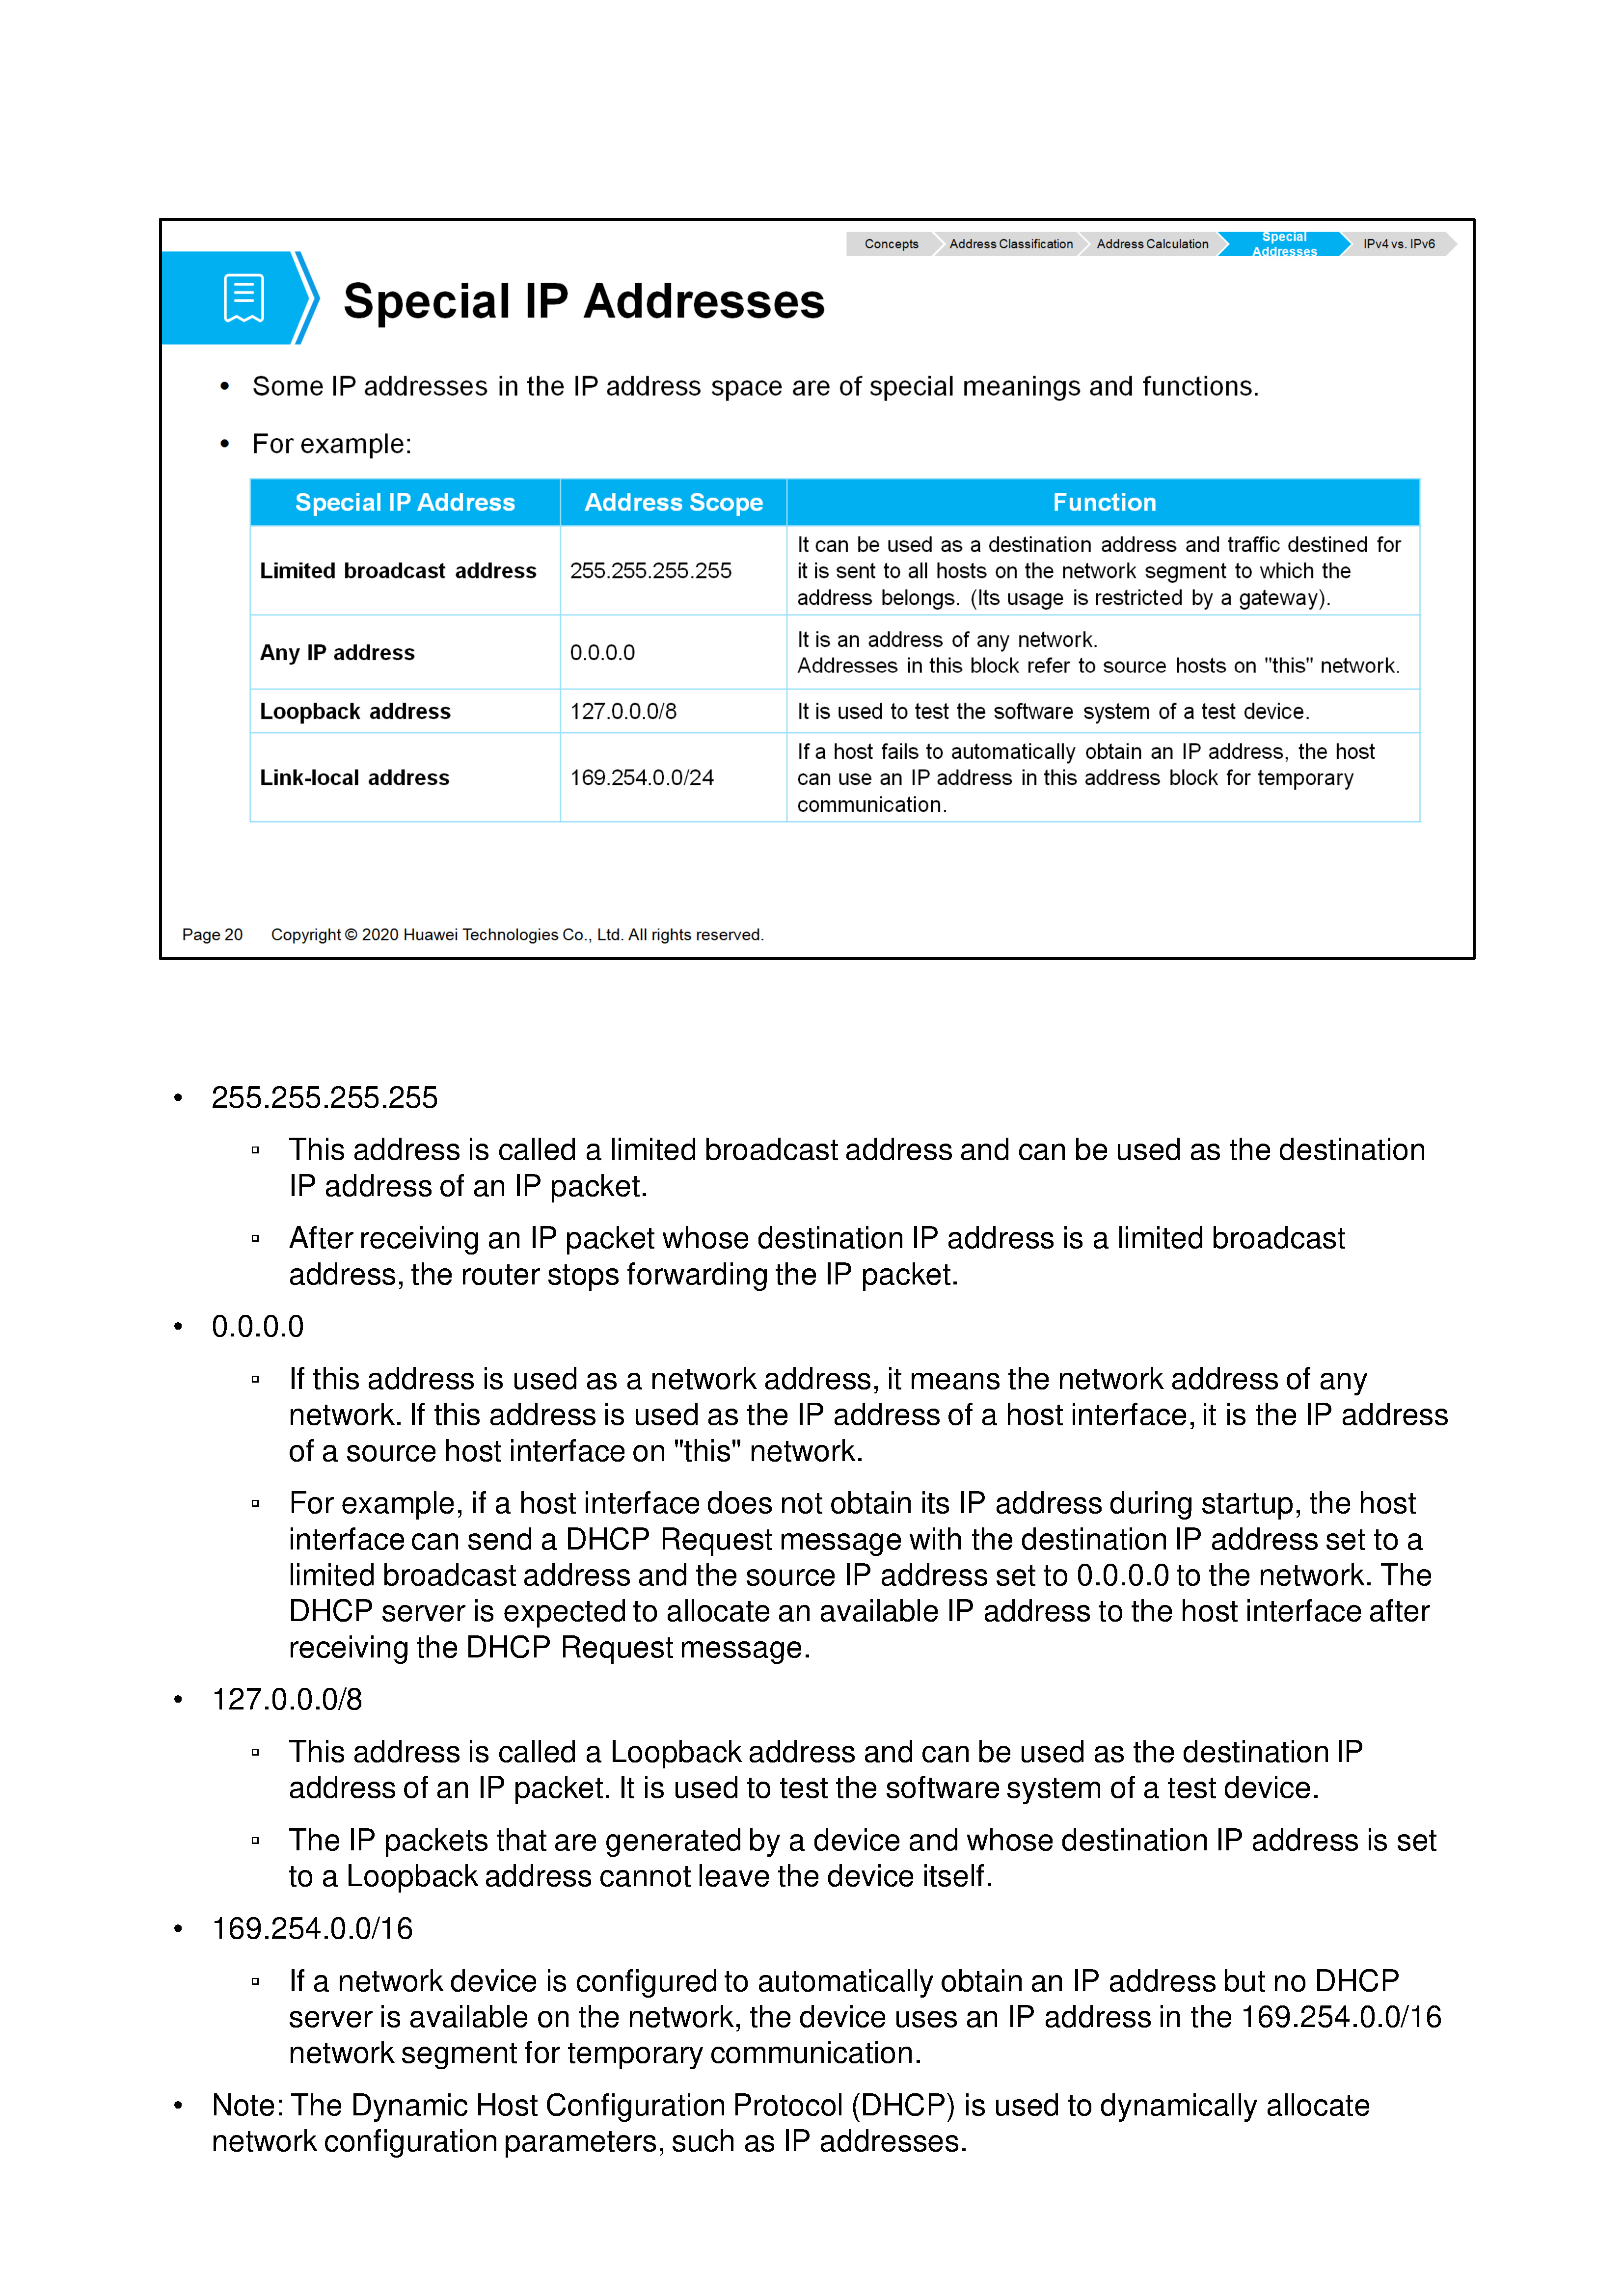 Concepts
Address Classification
Address Calculation
Special
Addresses
IPv4 vs. IPv6
Special IP Addresses
• Some IP addresses in the IP address space are of special meanings and functions.
• For example:
Special IP Address
Address Scope
Function
Limited broadcast address
255.255.255.255
It can be used as a destination address and traffic destined for
it is sent to all hosts on the network segment to which the
address belongs. (Its usage is restricted by a gateway).
Any IP address
0.0.0.0
It is an address of any network.
Addresses in this block refer to source hosts on "this" network.
Loopback address
127.0.0.0/8
It is used to test the software system of a test device.
Link-local address
169.254.0.0/24
If a host fails to automatically obtain an IP address, the host
can use an IP address in this address block for temporary
communication.
Page 20 Copyright © 2020 Huawei Technologies Co., Ltd. All rights reserved.
• 255.255.255.255
▫ This address is called a limited broadcast address and can be used as the destination
IP address of an IP packet.
▫ After receiving an IP packet whose destination IP address is a limited broadcast
address, the router stops forwarding the IP packet.
• 0.0.0.0
▫ If this address is used as a network address, it means the network address of any
network. If this address is used as the IP address of a host interface, it is the IP address
of a source host interface on "this" network.
▫ For example, if a host interface does not obtain its IP address during startup, the host
interface can send a DHCP Request message with the destination IP address set to a
limited broadcast address and the source IP address set to 0.0.0.0 to the network. The
DHCP server is expected to allocate an available IP address to the host interface after
receiving the DHCP Request message.
• 127.0.0.0/8
▫ This address is called a Loopback address and can be used as the destination IP
address of an IP packet. It is used to test the software system of a test device.
▫ The IP packets that are generated by a device and whose destination IP address is set
to a Loopback address cannot leave the device itself.
• 169.254.0.0/16
▫ If a network device is configured to automatically obtain an IP address but no DHCP
server is available on the network, the device uses an IP address in the 169.254.0.0/16
network segment for temporary communication.
• Note: The Dynamic Host Configuration Protocol (DHCP) is used to dynamically allocate
network configuration parameters, such as IP addresses.